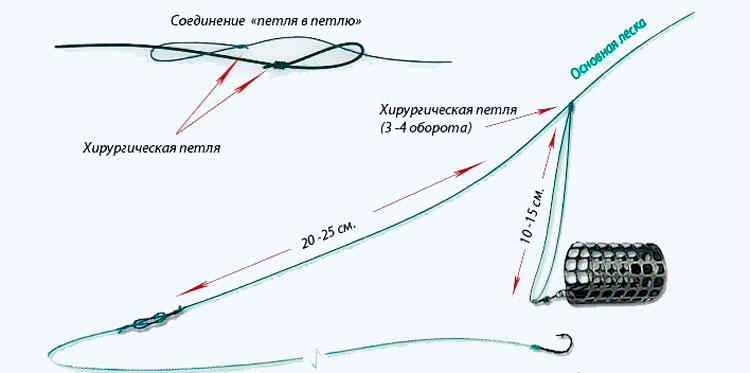 Соединение «петля в петлю»
Основная леска
Хирургическая петля
(3 -4 оборота)
Хирургическая петля
20 -25 см.
10 -15 см.